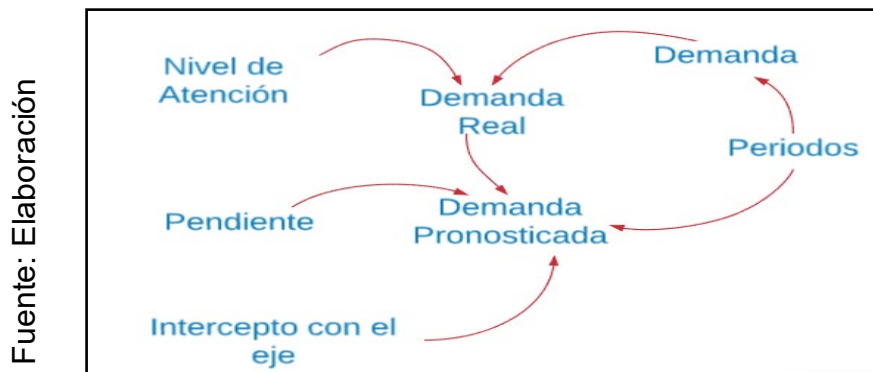 Fuente: Elaboración
Nivel de
Atención
Demanda
Real
Demanda
Periodos
Pendiente
Demanda
Pronosticada
Intercepto con el
eje